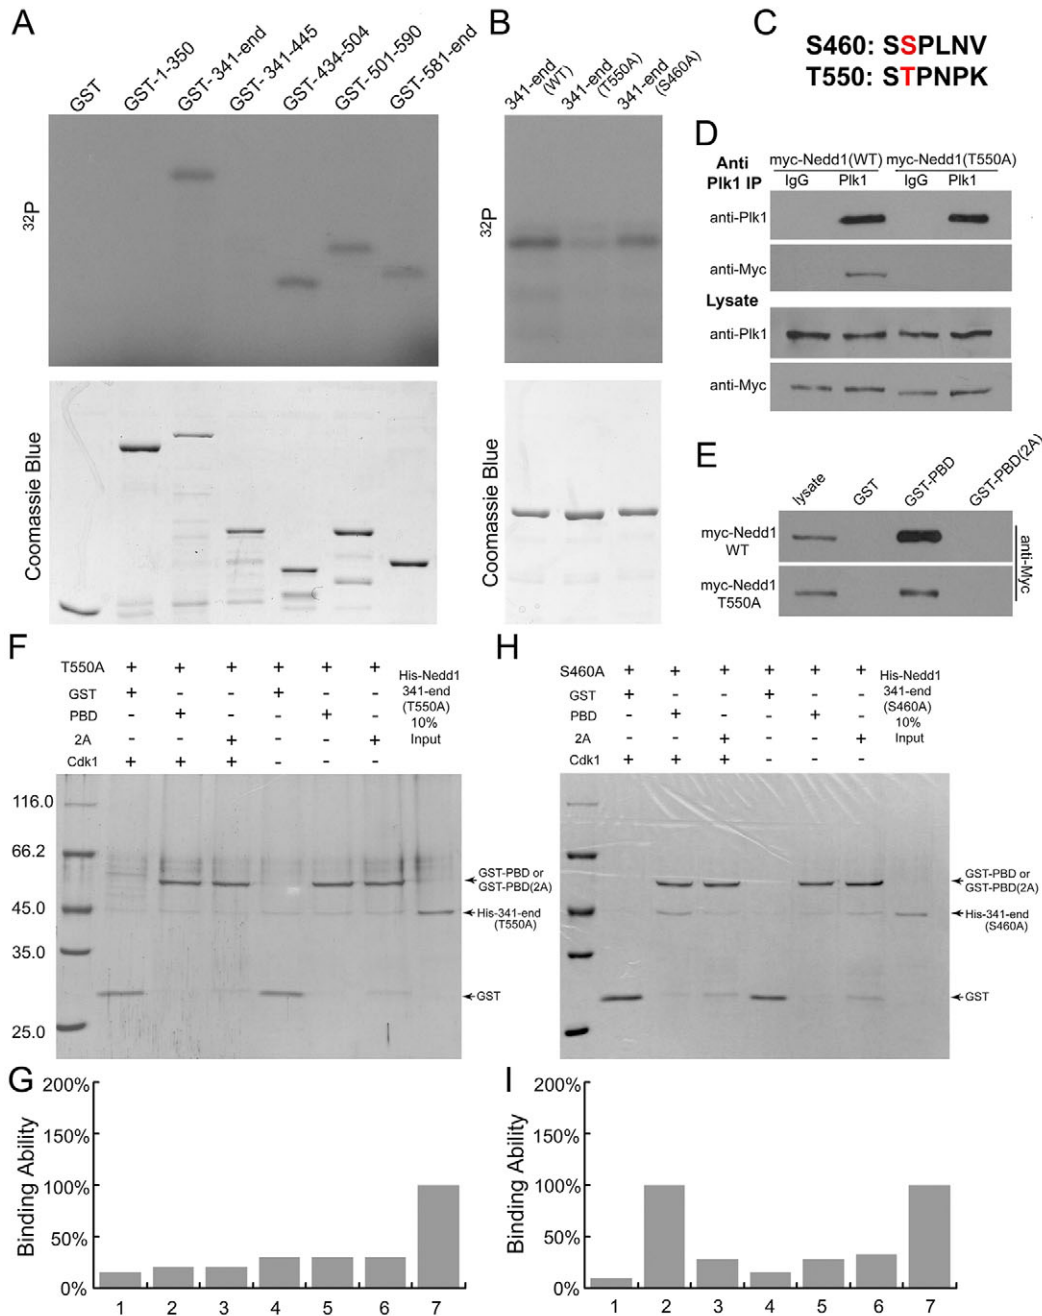 A
GST
GST-1-350
GST-341-end
GST-341-445
GST-434-504
GST-501-590
GST-581-end
32P
Coomassie Blue
B
341-end (WT)
341-end (T550A)
341-end (S460A)
32P
Coomassie Blue
C
S460: SSPLNV
T550: STPNPK
D
Anti Plk1 IP
myc-Nedd1(WT) myc-Nedd1(T550A)
IgG Plk1 IgG Plk1
anti-Plk1
anti-Myc
Lysate
anti-Plk1
anti-Myc
E
lysate
GST
GST-PBD
GST-PBD(2A)
myc-Nedd1 WT
myc-Nedd1 T550A
anti-Myc
F
T550A + + + + + +
GST + - - + - -
PBD - + - - + -
2A - - + - - +
Cdk1 + + + - - -
His-Nedd1
341-end
(T550A)
10%
Input
116.0
66.2
45.0
35.0
25.0
GST-PBD or
GST-PBD(2A)
His-341-end
(T550A)
GST
H
S460A + + + + + +
GST + - - + - -
PBD - + - - + -
2A - - + - - +
Cdk1 + + + - - -
His-Nedd1
341-end
(S460A)
10%
Input
GST-PBD or
GST-PBD(2A)
His-341-end
(S460A)
GST
G
Binding Ability
200%
150%
100%
50%
0%
1 2 3 4 5 6 7
I
Binding Ability
200%
150%
100%
50%
0%
1 2 3 4 5 6 7